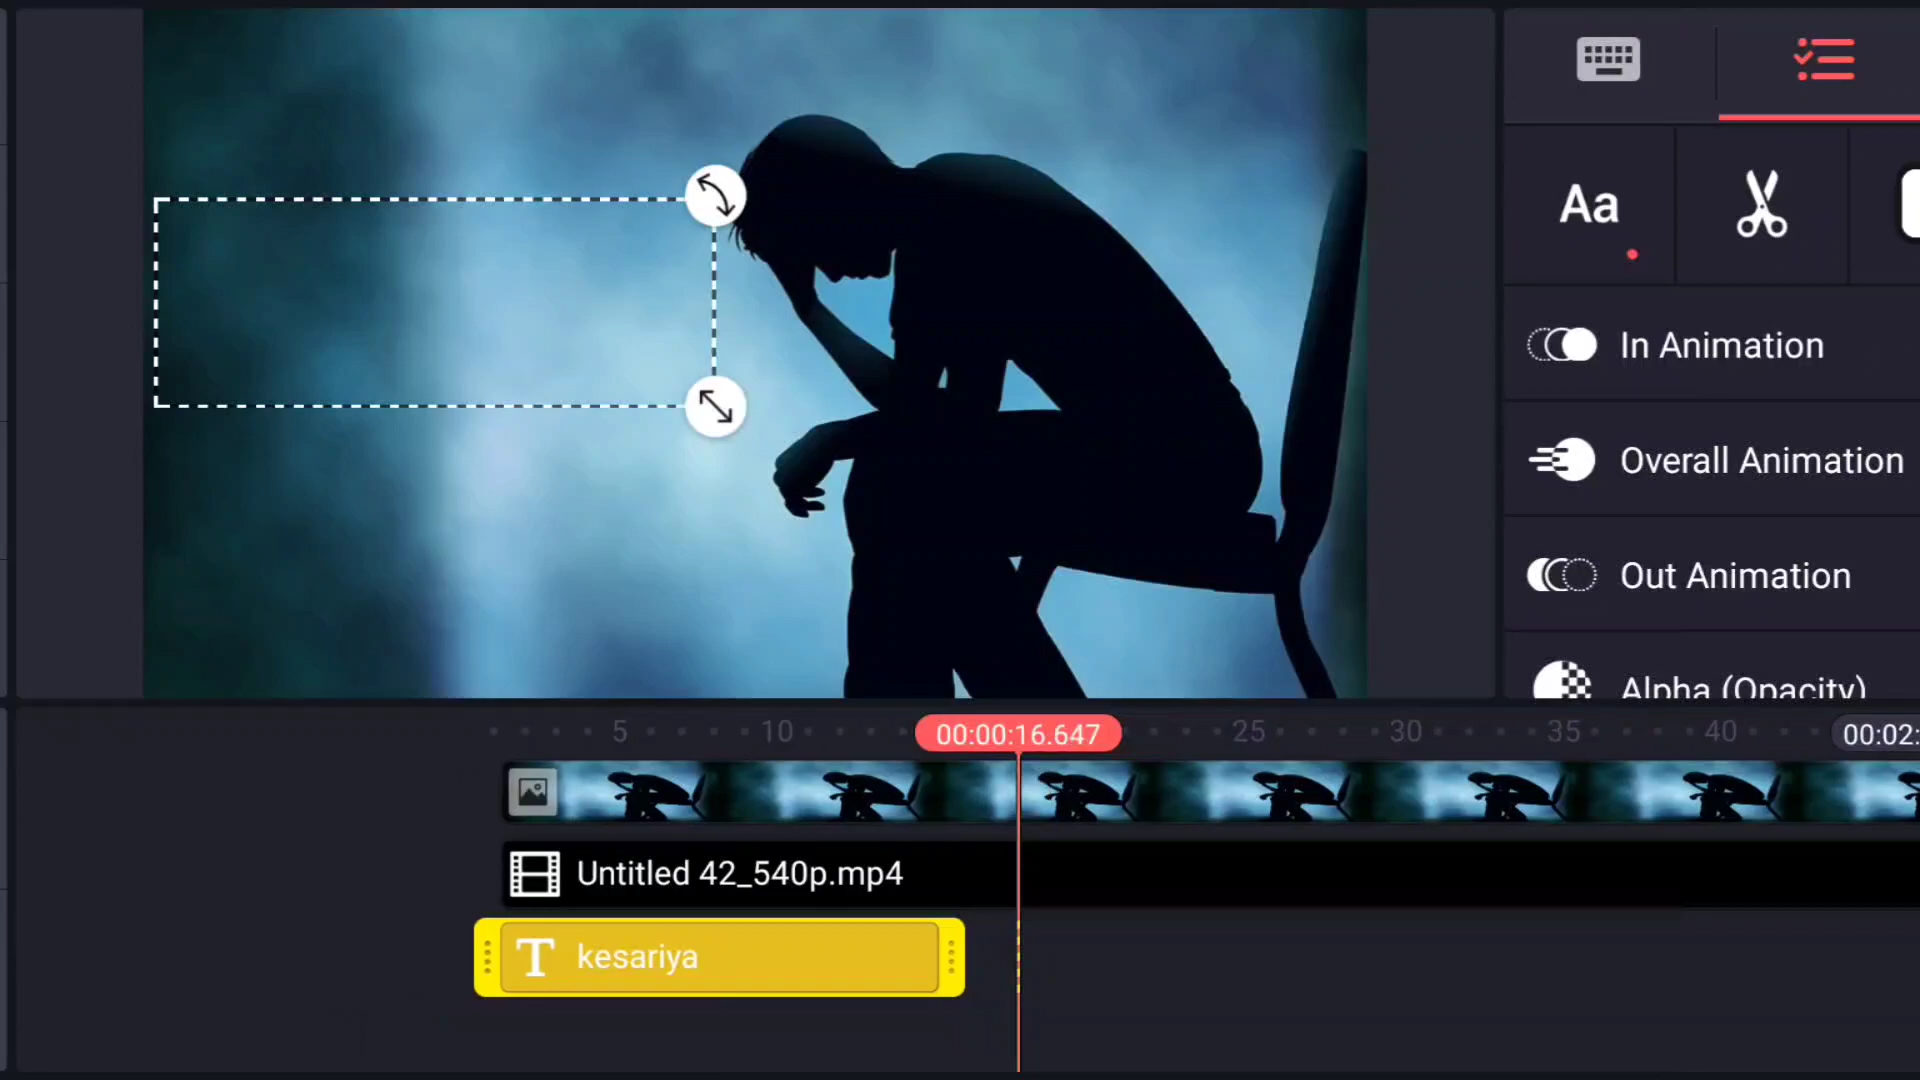 Aa
In Animation
Overall Animation
Out Animation
Alpha (Opacity)
5 10 00:00:16.647 25 30 35 40 00:02:
Untitled 42_540p.mp4
T kesariya